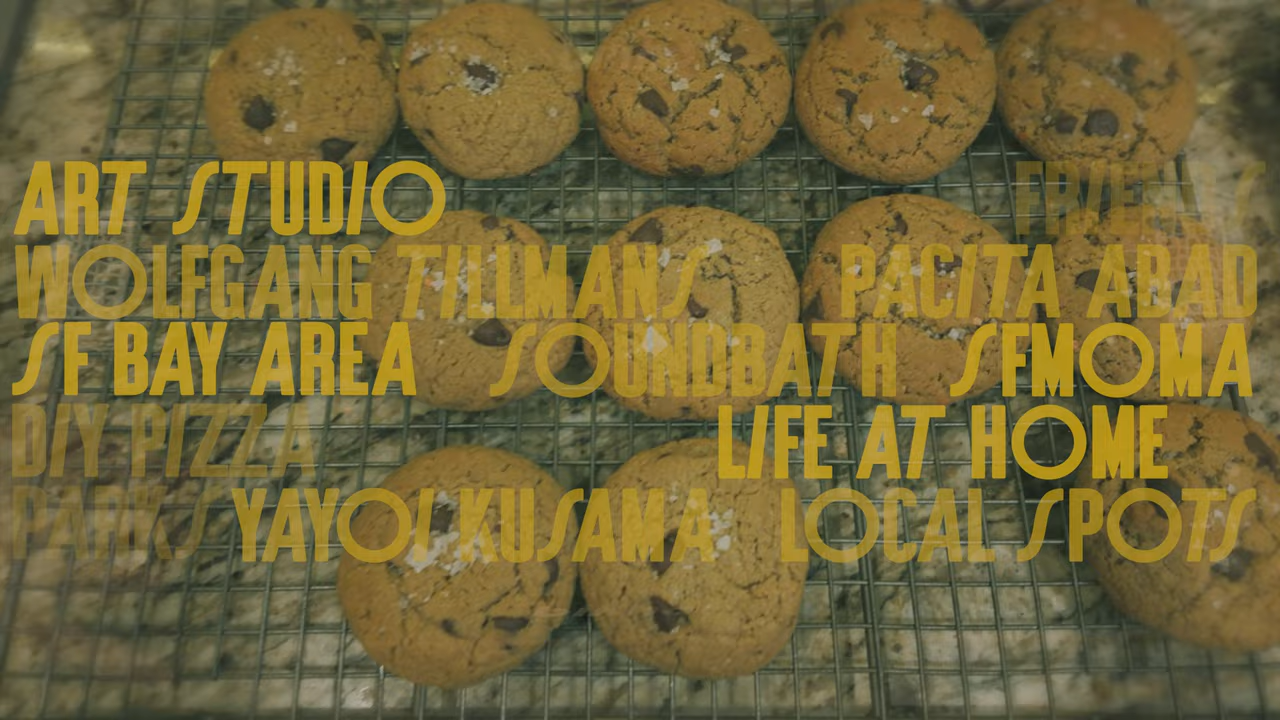 ART STUDIO FRIENDS
WOLFGANG TILLMANS PACITA ABAD
SF BAY AREA SOUNDBATH SFMOMA
DIY PIZZA LIFE AT HOME
PARKS YAYOI KUSAMA LOCAL SPOTS